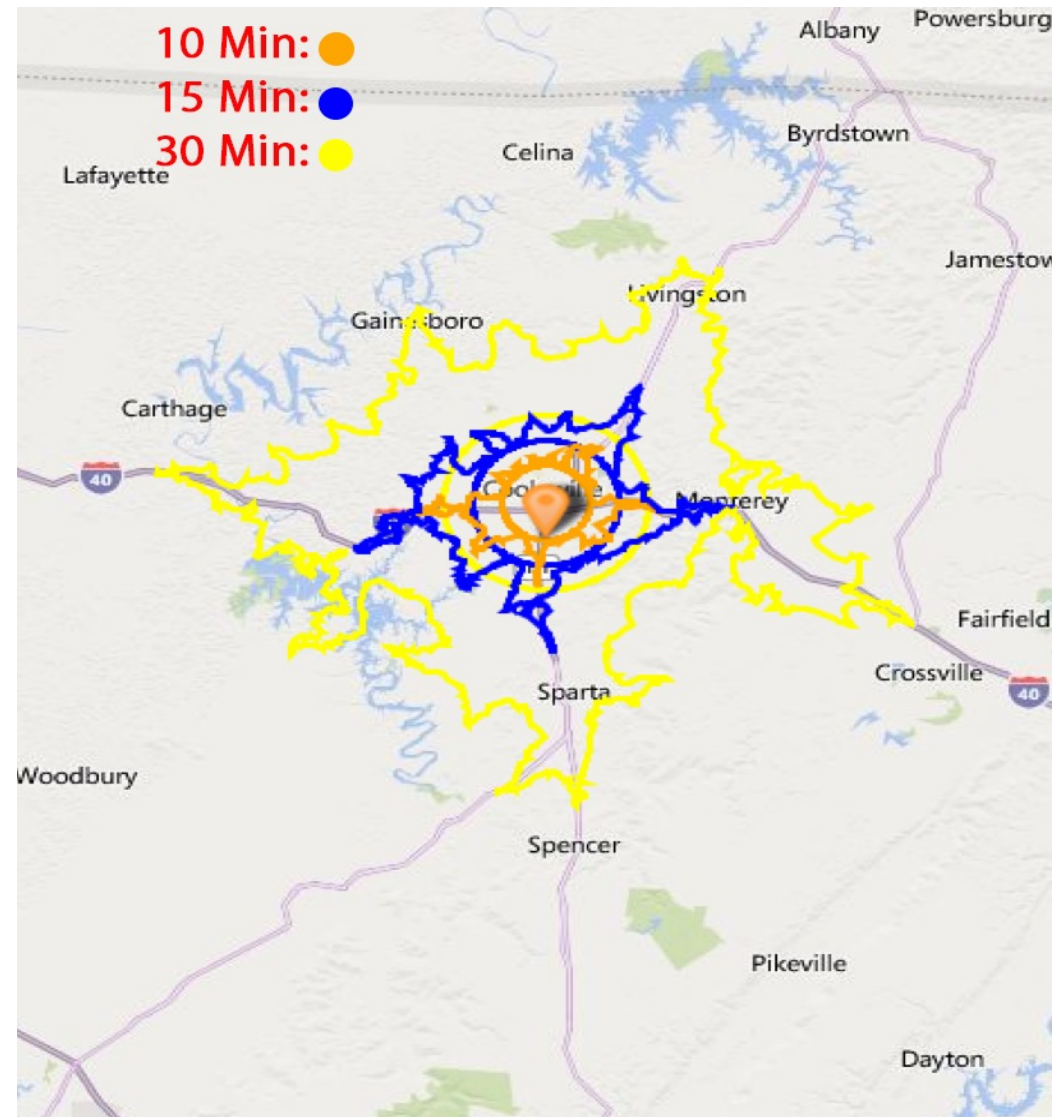 10 Min:
15 Min:
30 Min:
Albany
Powersburg
Byrdstown
Celina
Lafayette
Jamestow
Livingston
Gainesboro
Carthage
40
Cookeville
Monterey
Fairfield
Crossville
40
Sparta
Woodbury
Spencer
Pikeville
Dayton